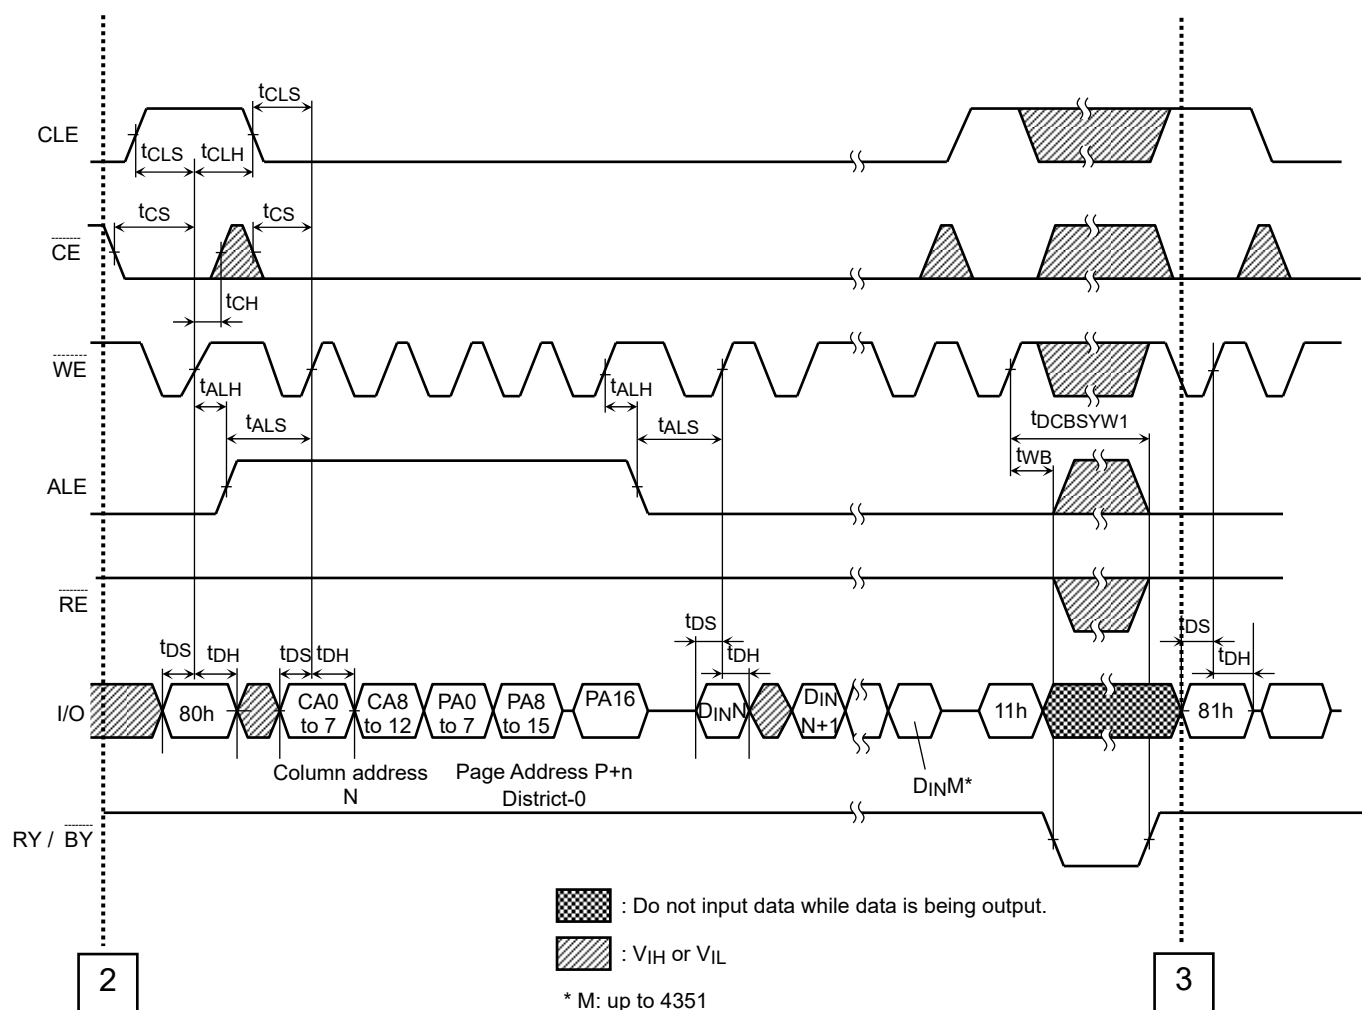 tCLS
CLE
tCLS
tCLH
tCS
tCS
CE
tCH
WE
tALH
tALH
tALS
tALS
tDCBSYW1
tWB
ALE
RE
tDS
tDH
tDS
tDH
tDS
tDH
tDS
tDH
I/O
80h
CA0
to 7
CA8
to 12
PA0
to 7
PA8
to 15
PA16
DINN
DIN
N+1
11h
81h
Column address
N
Page Address P+n
District-0
DINM*
RY / BY
: Do not input data while data is being output.
: VIH or VIL
2
3
* M: up to 4351